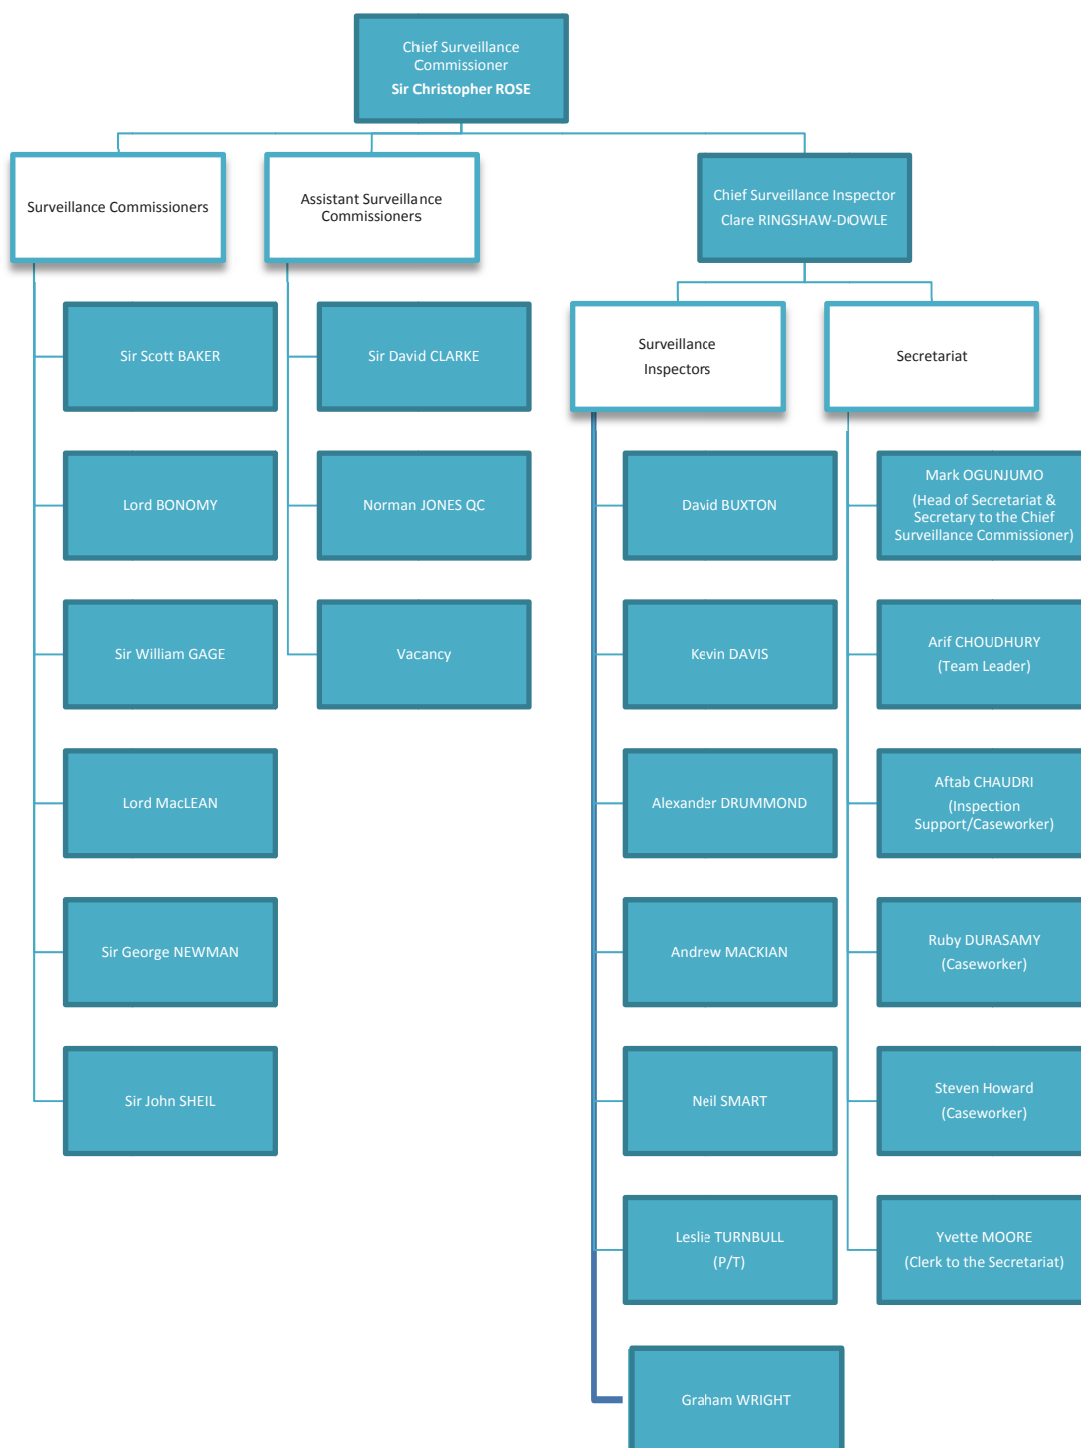 Chief Surveillance
Commissioner
Sir Christopher ROSE
Surveillance Commissioners
Assistant Surveillance
Commissioners
Chief Surveillance Inspector
Clare RINGSHAW-DOWLE
Sir Scott BAKER
Lord BONOMY
Sir William GAGE
Lord MacLEAN
Sir George NEWMAN
Sir John SHEIL
Sir David CLARKE
Norman JONES QC
Vacancy
Surveillance
Inspectors
David BUXTON
Kevin DAVIS
Alexander DRUMMOND
Andrew MACKIAN
Neil SMART
Leslie TURNBULL
(P/T)
Graham WRIGHT
Secretariat
Mark OGUNJUMO
(Head of Secretariat &
Secretary to the Chief
Surveillance Commissioner)
Arif CHOUDHURY
(Team Leader)
Aftab CHAUDRI
(Inspection
Support/Caseworker)
Ruby DURASAMY
(Caseworker)
Steven Howard
(Caseworker)
Yvette MOORE
(Clerk to the Secretariat)